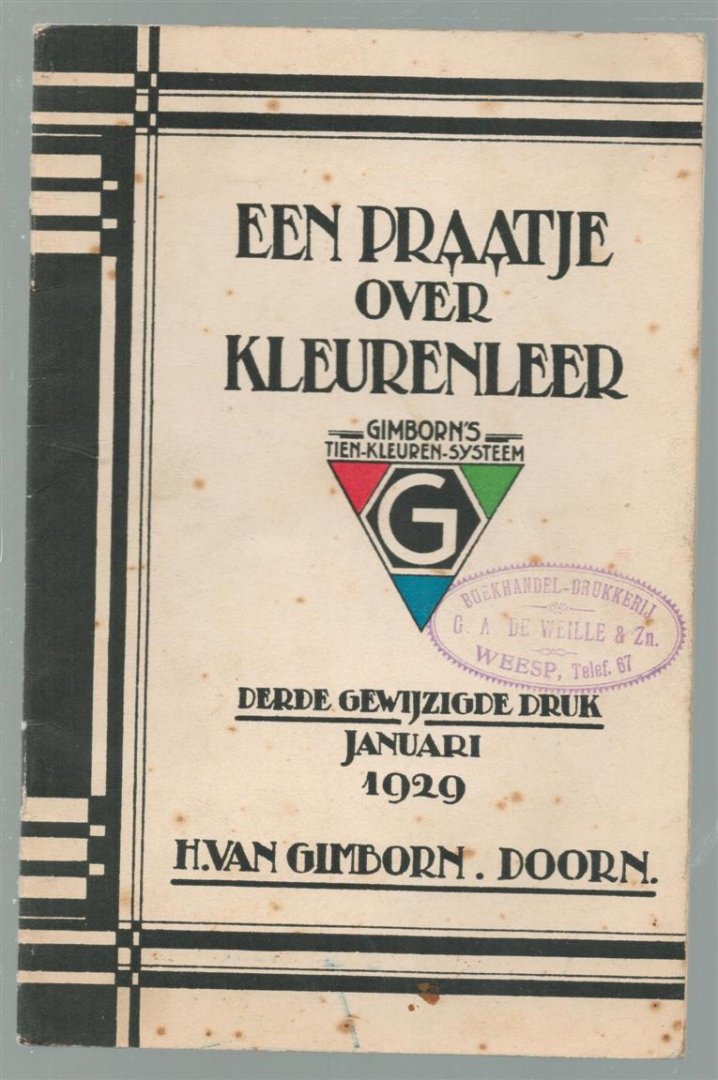 EEN PRAATJE
OVER
KLEURENLEER
GIMBORN'S
TIEN-KLEUREN-SYSTEEM
G
BOEKHANDEL-DRUKKERIJ
G. A. DE WEILLE & Zn.
WEESP, Telef. 67
DERDE GEWIJZIGDE DRUK
JANUARI
1929
H. VAN GIMBORN. DOORN.